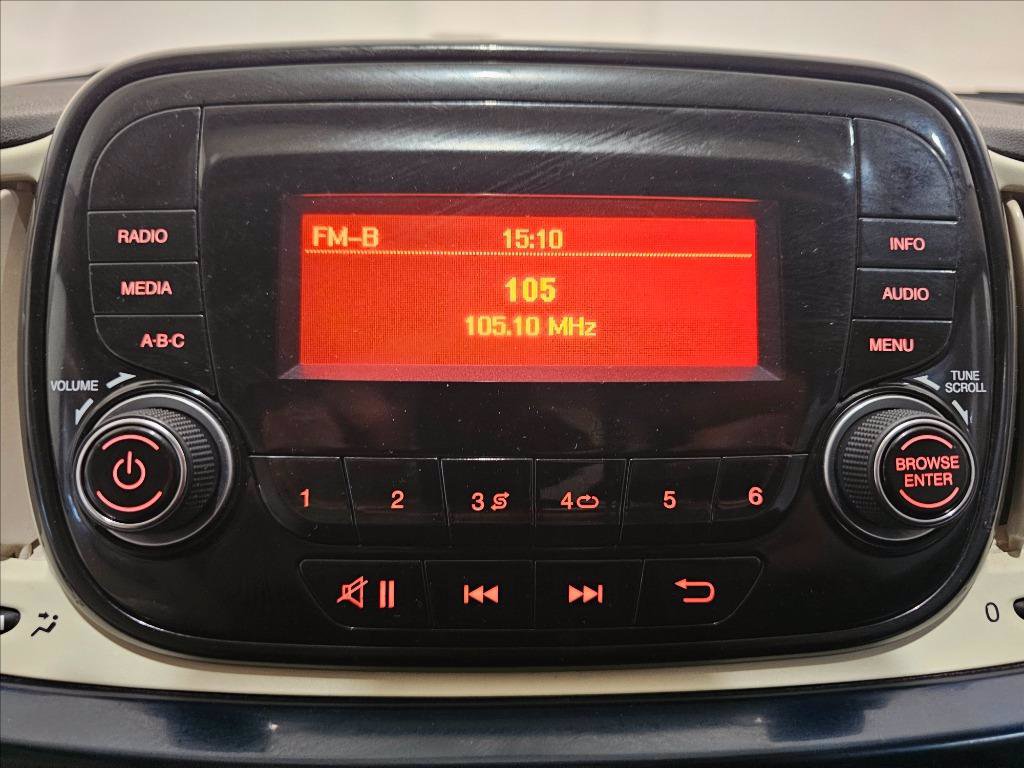 FM-B 15:10
105
105.10 MHz
RADIO
MEDIA
A·B·C
INFO
AUDIO
MENU
VOLUME
TUNE
SCROLL
BROWSE
ENTER
1 2 3 4 5 6
0